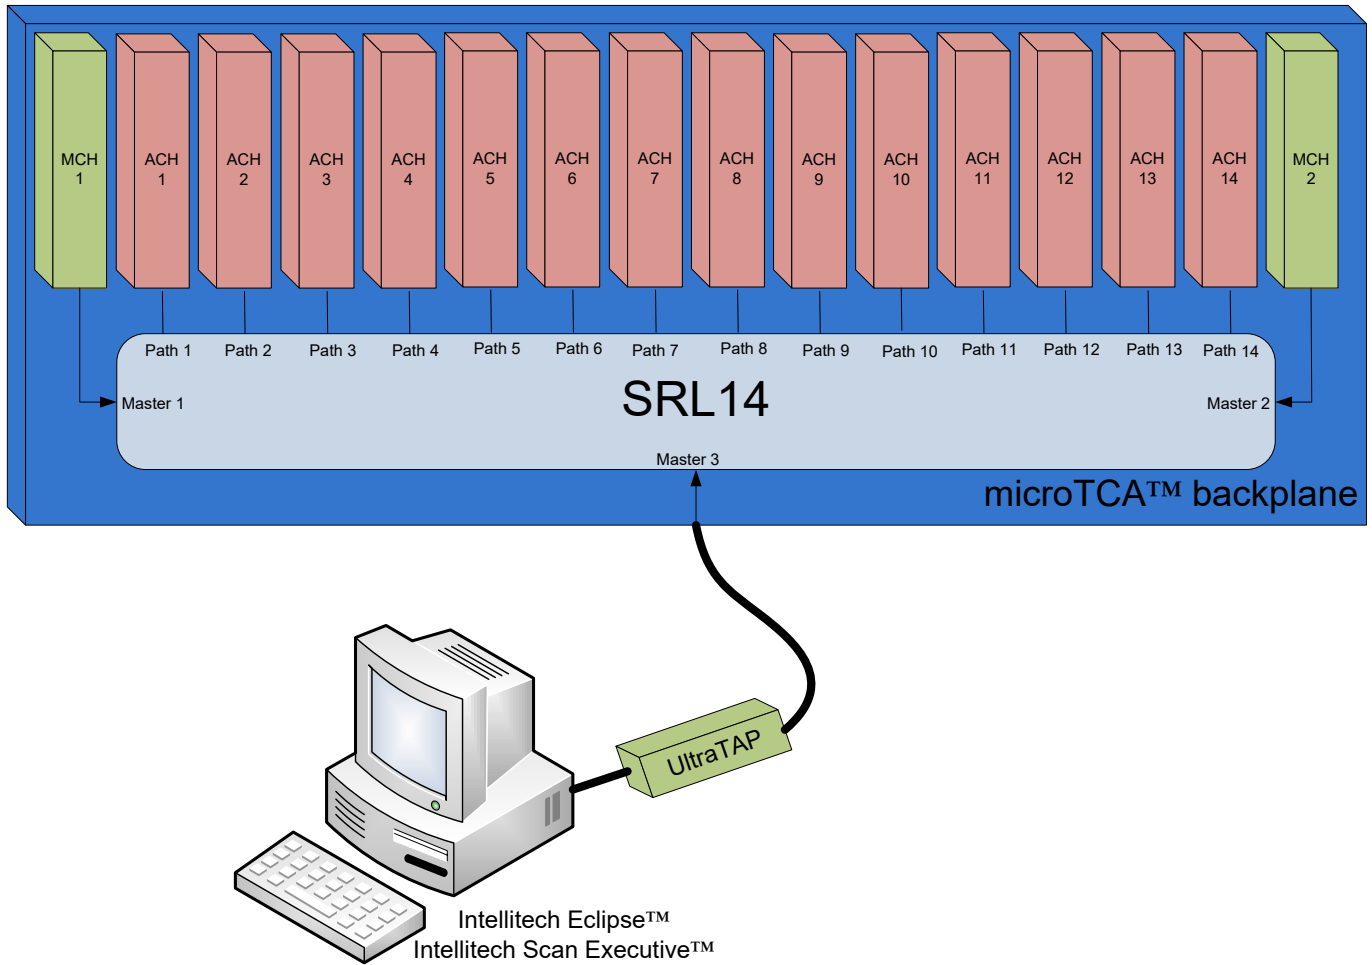 MCH
1
ACH
1
ACH
2
ACH
3
ACH
4
ACH
5
ACH
6
ACH
7
ACH
8
ACH
9
ACH
10
ACH
11
ACH
12
ACH
13
ACH
14
MCH
2
Path 1
Path 2
Path 3
Path 4
Path 5
Path 6
Path 7
Path 8
Path 9
Path 10
Path 11
Path 12
Path 13
Path 14
Master 1
SRL14
Master 2
Master 3
microTCA™ backplane
UltraTAP
Intellitech Eclipse™
Intellitech Scan Executive™